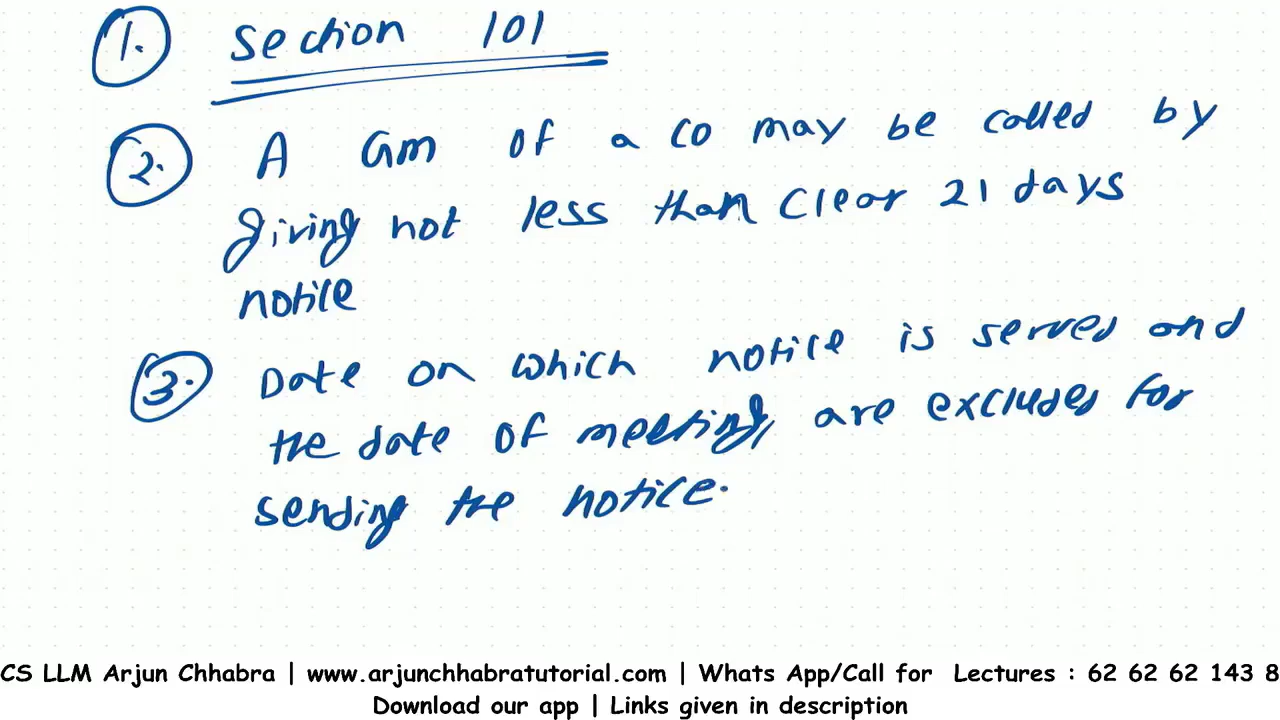 1. Section 101
2. A Gm of a co may be called by
giving not less than clear 21 days
notice
3. Date on which notice is served and
the date of meeting, are excludes for
sending the notice.
CS LLM Arjun Chhabra | www.arjunchhabratutorial.com | Whats App/Call for Lectures : 62 62 62 143 8
Download our app | Links given in description